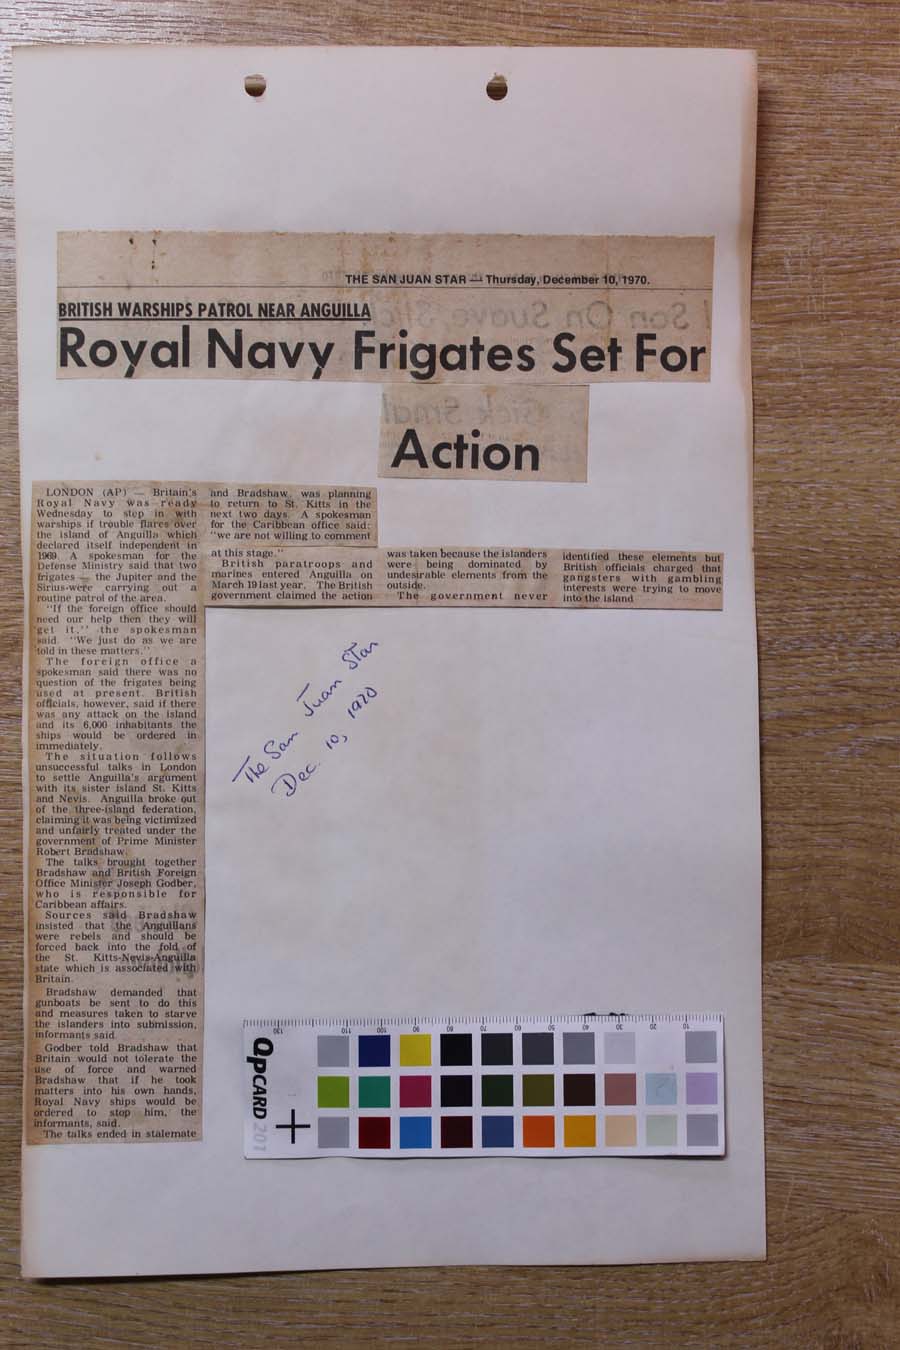 THE SAN JUAN STAR — Thursday, December 10, 1970.
BRITISH WARSHIPS PATROL NEAR ANGUILLA
Royal Navy Frigates Set For
Action
LONDON (AP) — Britain's
Royal Navy was ready
Wednesday to step in with
warships if trouble flares over
the island of Anguilla which
declared itself independent in
1969. A spokesman for the
Defense Ministry said that two
frigates — the Jupiter and the
Sirius-were carrying out a
routine patrol of the area.
"If the foreign office should
need our help then they will
get it," the spokesman
said. "We just do as we are
told in these matters."
The foreign office a
spokesman said there was no
question of the frigates being
used at present. British
officials, however, said if there
was any attack on the island
and its 6,000 inhabitants the
ships would be ordered in
immediately.
The situation follows
unsuccessful talks in London
to settle Anguilla's argument
with its sister island St. Kitts
and Nevis. Anguilla broke out
of the three-island federation,
claiming it was being victimized
and unfairly treated under the
government of Prime Minister
Robert Bradshaw.
The talks brought together
Bradshaw and British Foreign
Office Minister Joseph Godber,
who is responsible for
Caribbean affairs.
Sources said Bradshaw
insisted that the Anguillans
were rebels and should be
forced back into the fold of
the St. Kitts-Nevis-Anguilla
state which is associated with
Britain.
Bradshaw demanded that
gunboats be sent to do this
and measures taken to starve
the islanders into submission,
informants said.
Godber told Bradshaw that
Britain would not tolerate the
use of force and warned
Bradshaw that if he took
matters into his own hands,
Royal Navy ships would be
ordered to stop him, the
informants, said.
The talks ended in stalemate
and Bradshaw was planning
to return to St. Kitts in the
next two days. A spokesman
for the Caribbean office said:
"we are not willing to comment
at this stage."
British paratroops and
marines entered Anguilla on
March 19 last year. The British
government claimed the action
was taken because the islanders
were being dominated by
undesirable elements from the
outside.
The government never
identified these elements but
British officials charged that
gangsters with gambling
interests were trying to move
into the island
The San Juan Star
Dec. 10, 1970
130 110 100 90 80 70 60 50 40 30 20 10
QPCARD 201